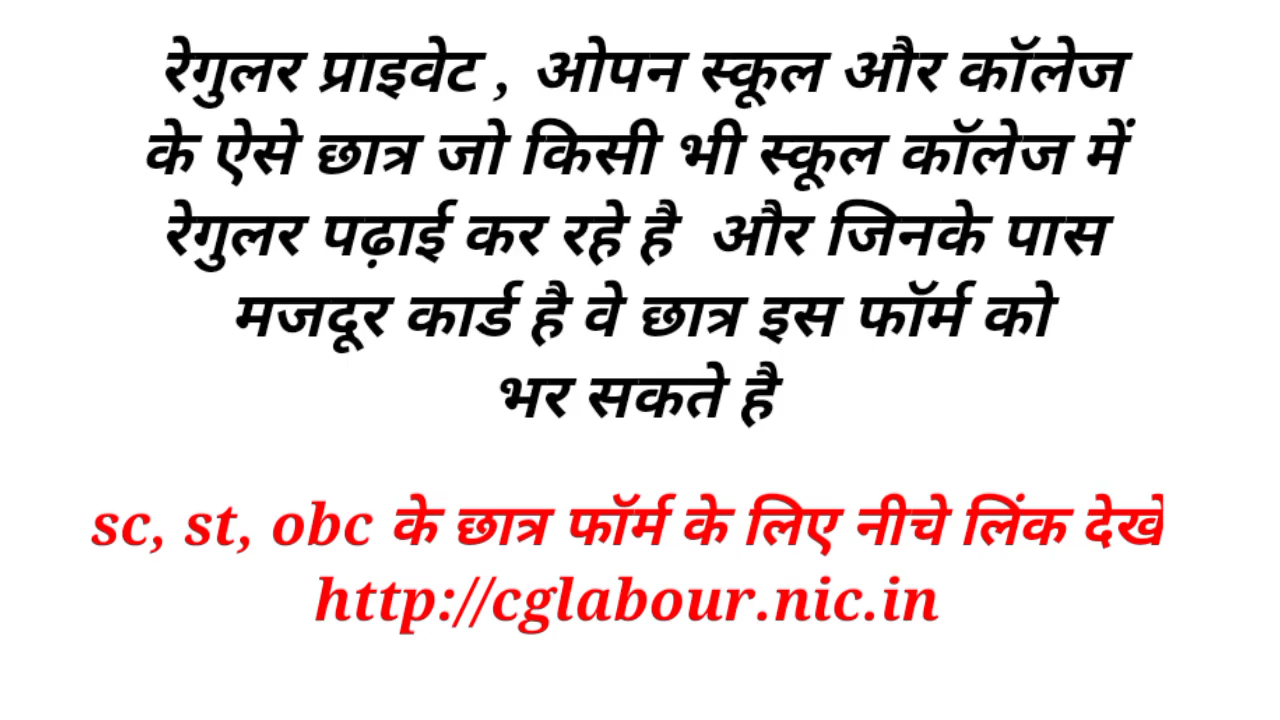 रेगुलर प्राइवेट , ओपन स्कूल और कॉलेज
के ऐसे छात्र जो किसी भी स्कूल कॉलेज में
रेगुलर पढ़ाई कर रहे है और जिनके पास
मजदूर कार्ड है वे छात्र इस फॉर्म को
भर सकते है
sc, st, obc के छात्र फॉर्म के लिए नीचे लिंक देखे
http://cglabour.nic.in